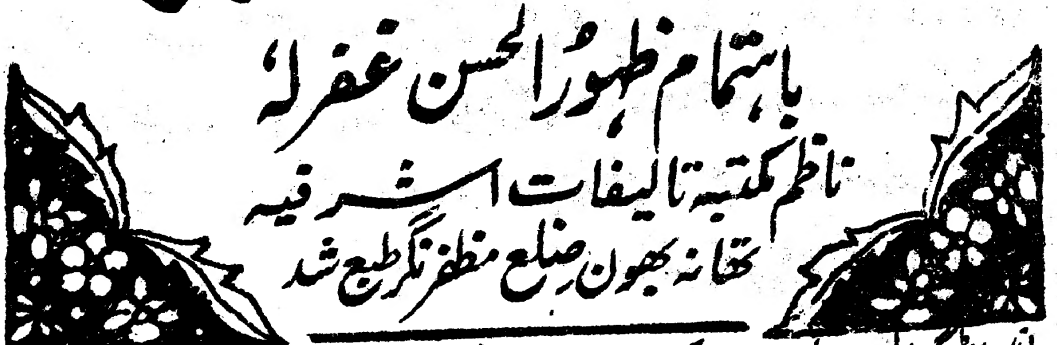 باہتمام ظہورُ الحسن غفرلہٗ
ناظم مکتبہ تالیفات اشرفیہ
تھانہ بھون ضلع مظفر نگر طبع شد